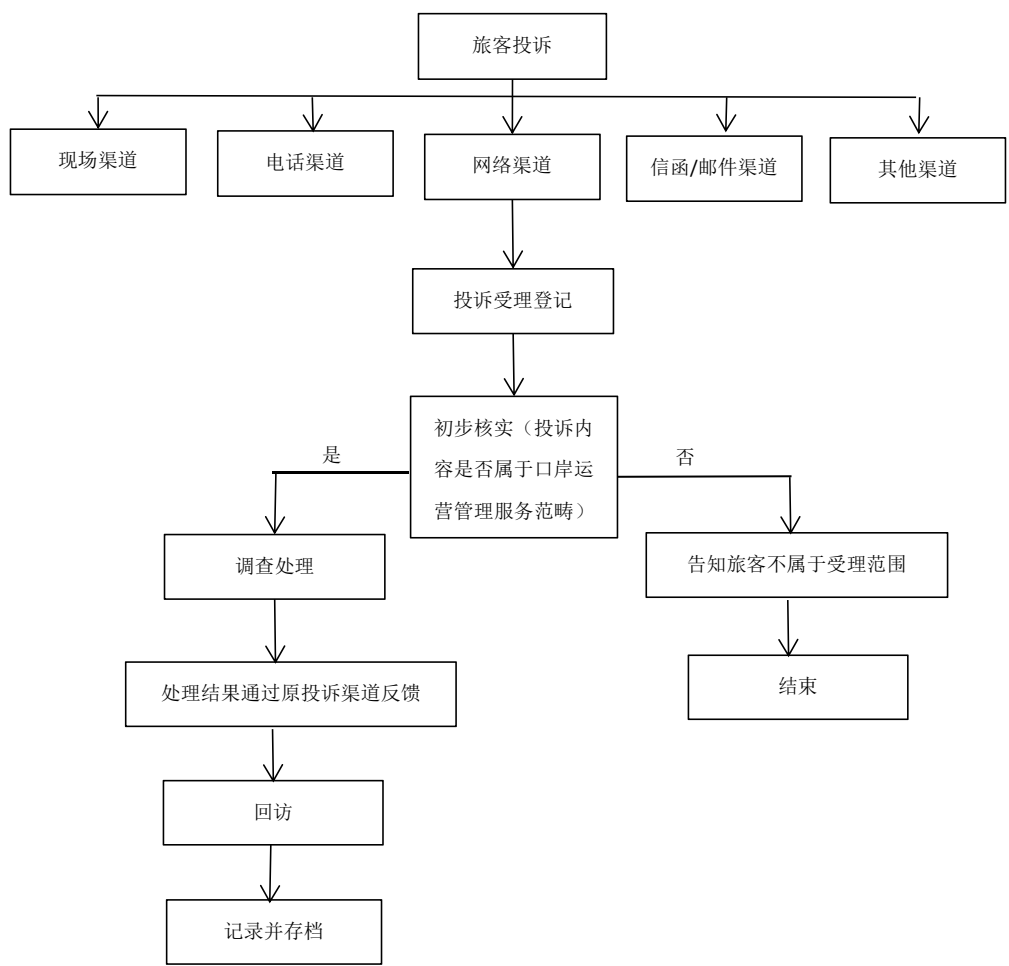 旅客投诉
现场渠道
电话渠道
网络渠道
信函/邮件渠道
其他渠道
投诉受理登记
初步核实（投诉内
容是否属于口岸运
营管理服务范畴）
是
否
调查处理
告知旅客不属于受理范围
处理结果通过原投诉渠道反馈
结束
回访
记录并存档